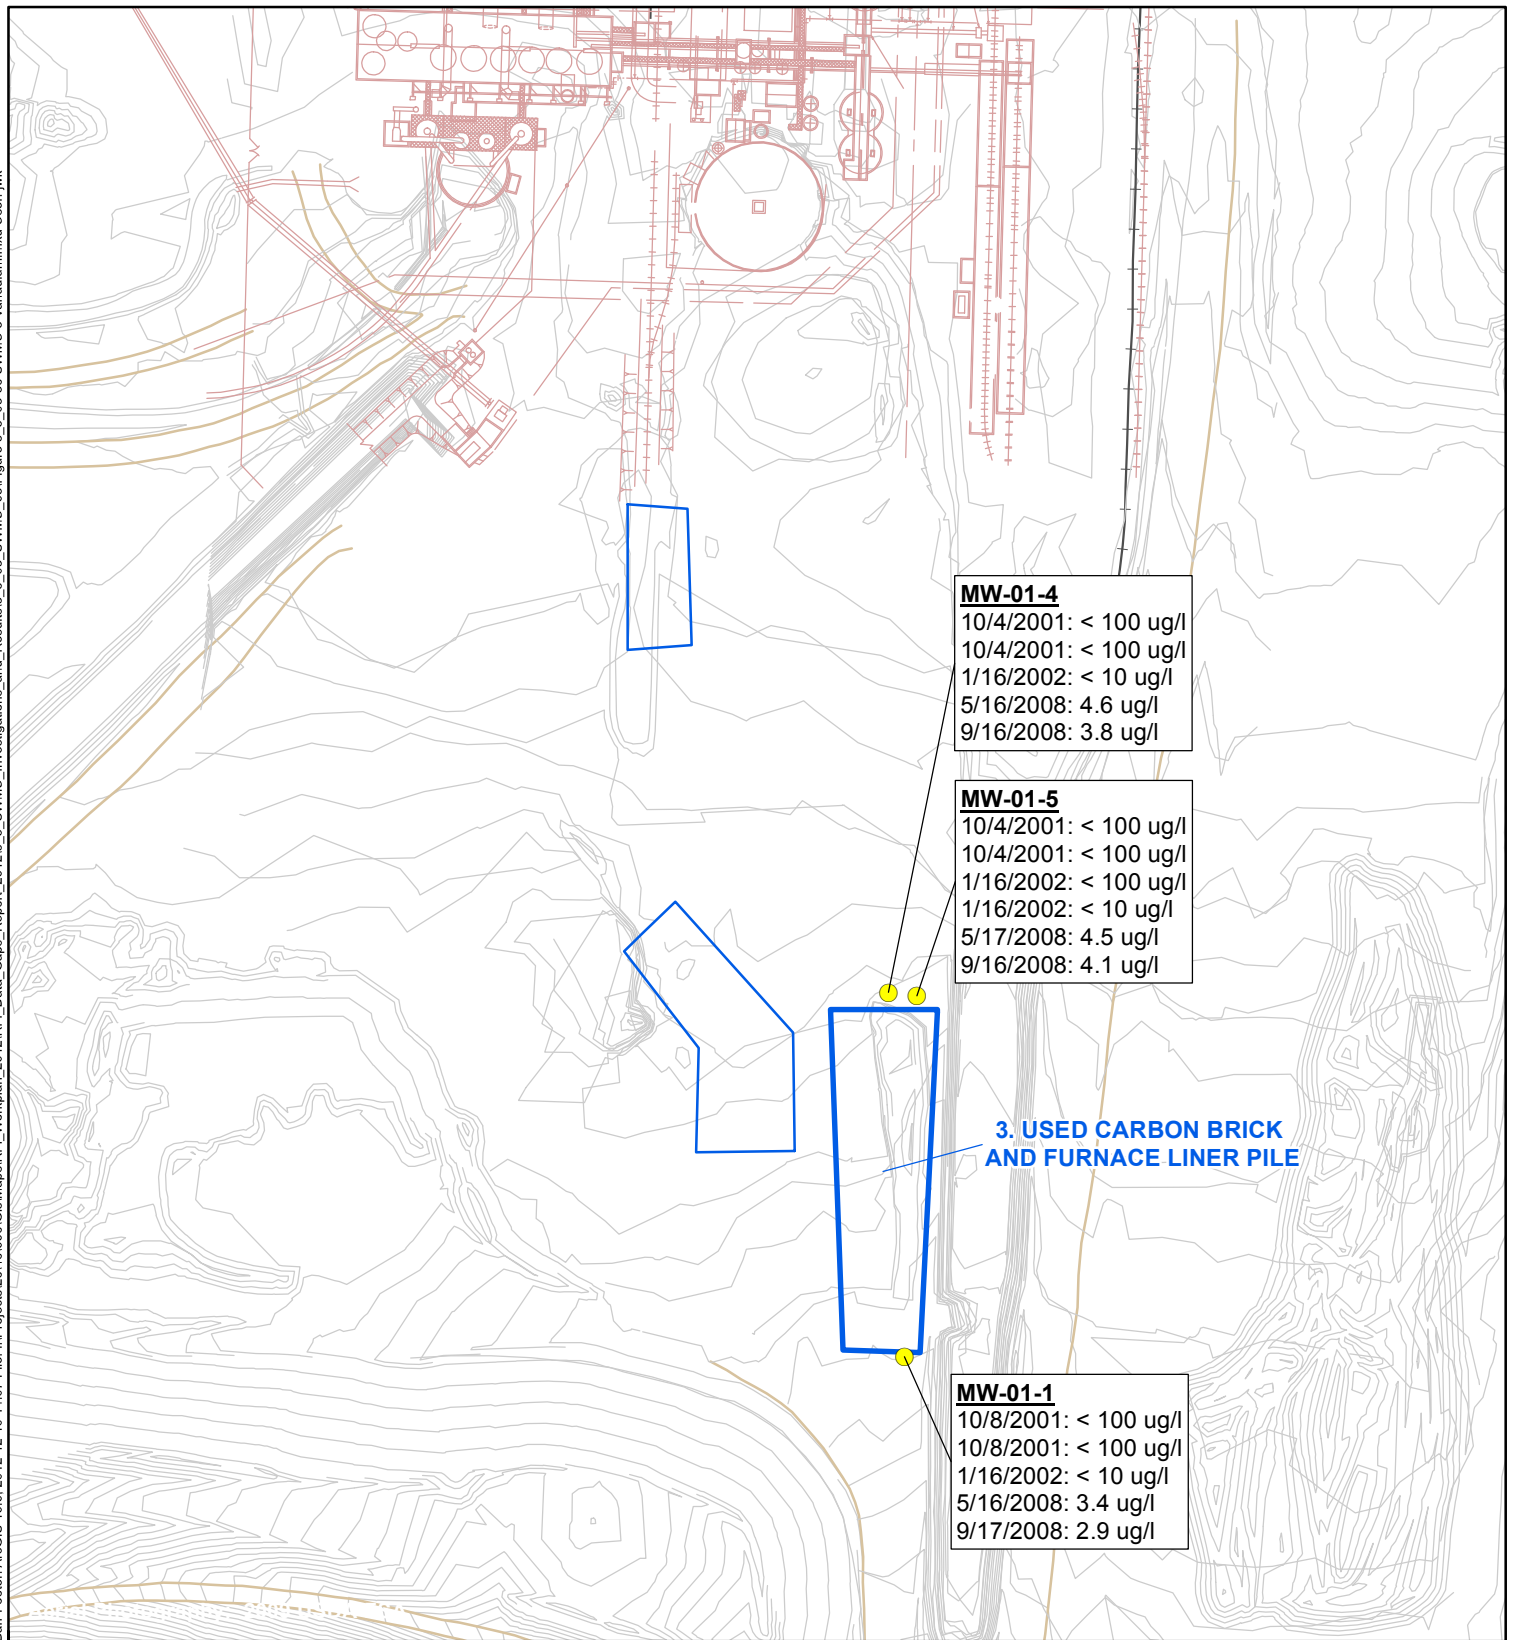 MW-01-4
10/4/2001: < 100 ug/l
10/4/2001: < 100 ug/l
1/16/2002: < 10 ug/l
5/16/2008: 4.6 ug/l
9/16/2008: 3.8 ug/l
MW-01-5
10/4/2001: < 100 ug/l
10/4/2001: < 100 ug/l
1/16/2002: < 100 ug/l
1/16/2002: < 10 ug/l
5/17/2008: 4.5 ug/l
9/16/2008: 4.1 ug/l
3. USED CARBON BRICK
AND FURNACE LINER PILE
MW-01-1
10/8/2001: < 100 ug/l
10/8/2001: < 100 ug/l
1/16/2002: < 10 ug/l
5/16/2008: 3.4 ug/l
9/17/2008: 2.9 ug/l